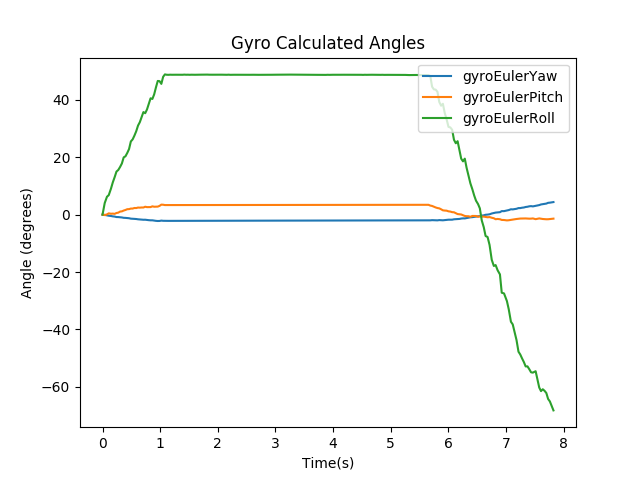 Gyro Calculated Angles
gyroEulerYaw
gyroEulerPitch
gyroEulerRoll
Angle (degrees)
40
20
0
−20
−40
−60
0 1 2 3 4 5 6 7 8
Time(s)